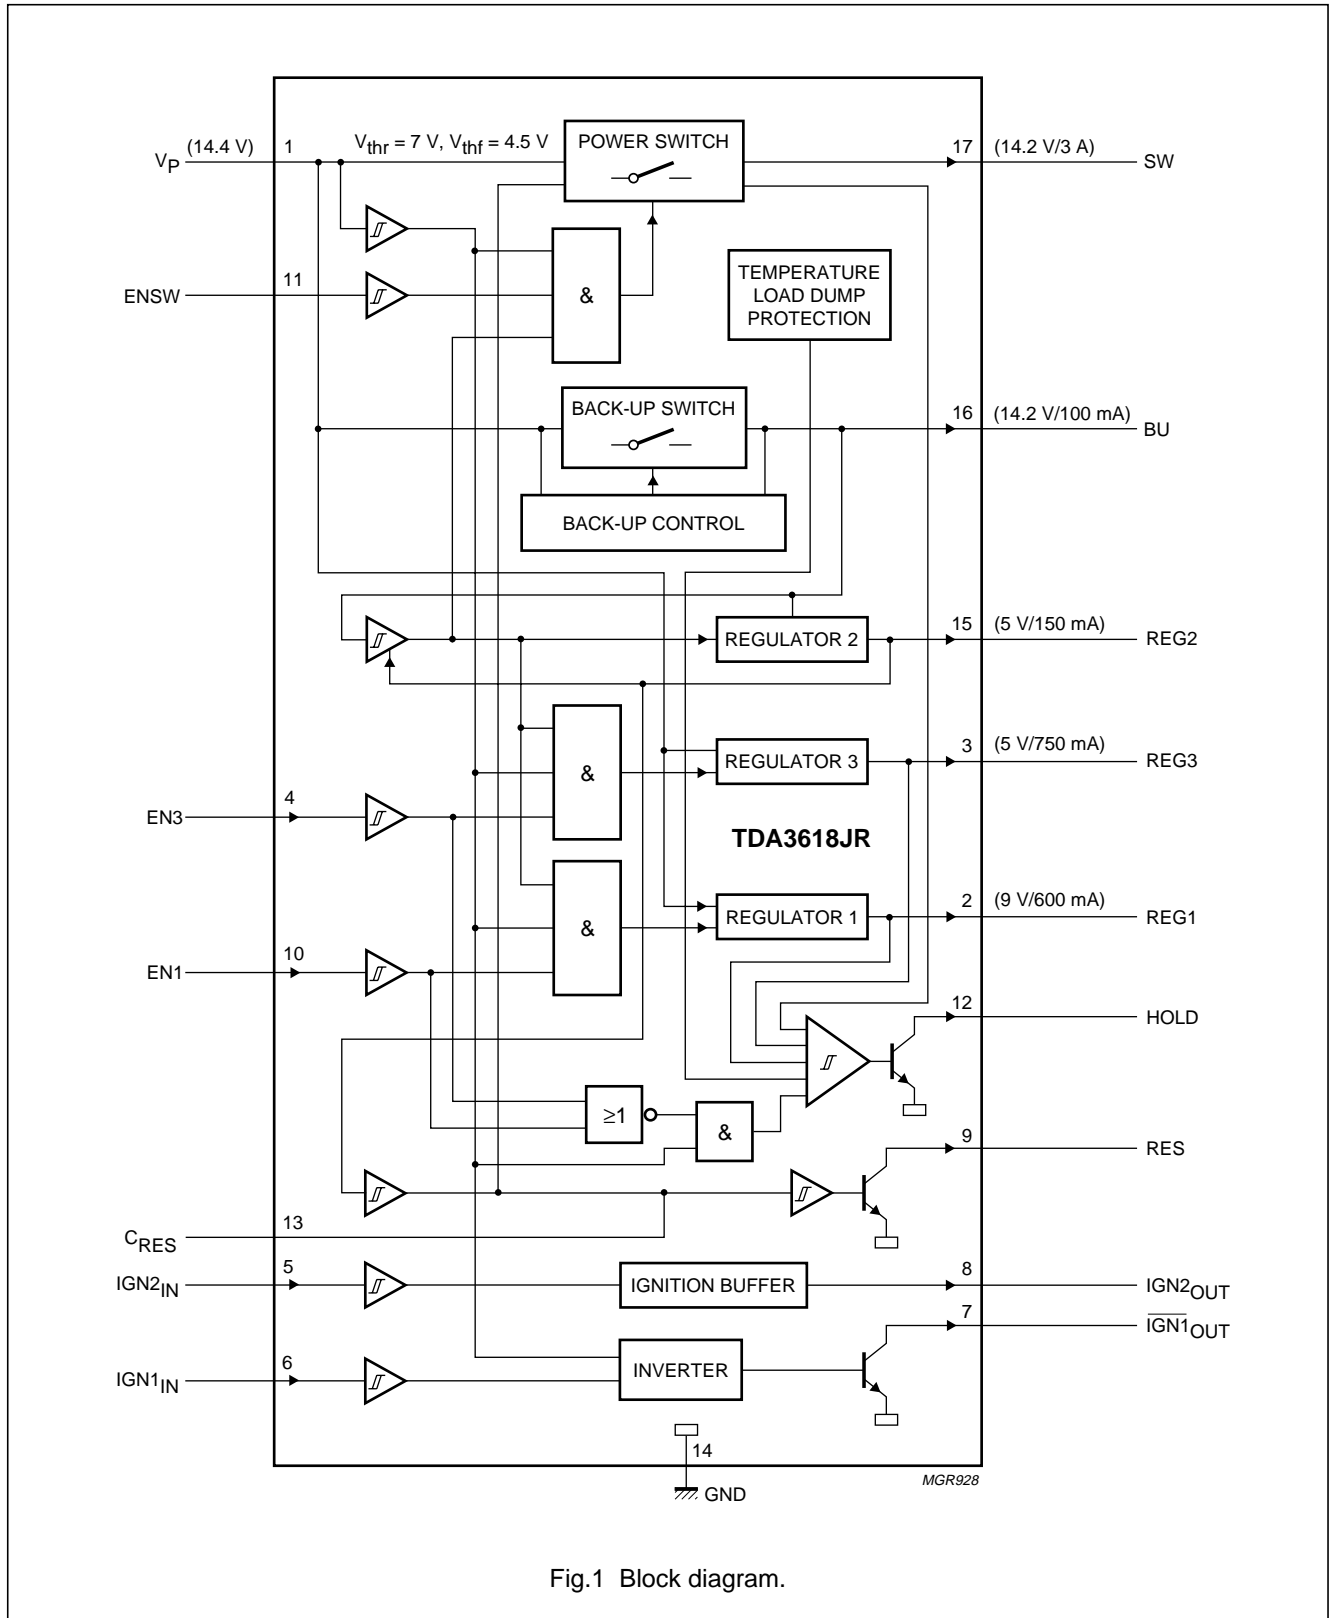 V_P (14.4 V) 1 V_thr = 7 V, V_thf = 4.5 V POWER SWITCH 17 (14.2 V/3 A) SW
ENSW 11 &
TEMPERATURE
LOAD DUMP
PROTECTION
BACK-UP SWITCH 16 (14.2 V/100 mA) BU
BACK-UP CONTROL
REGULATOR 2 15 (5 V/150 mA) REG2
& REGULATOR 3 3 (5 V/750 mA) REG3
EN3 4
TDA3618JR
& REGULATOR 1 2 (9 V/600 mA) REG1
EN1 10
12 HOLD
≥1 &
9 RES
C_RES 13
IGN2_IN 5 IGNITION BUFFER 8 IGN2_OUT
7 I̅G̅N̅1̅_OUT
IGN1_IN 6 INVERTER
14
GND
MGR928
Fig.1 Block diagram.